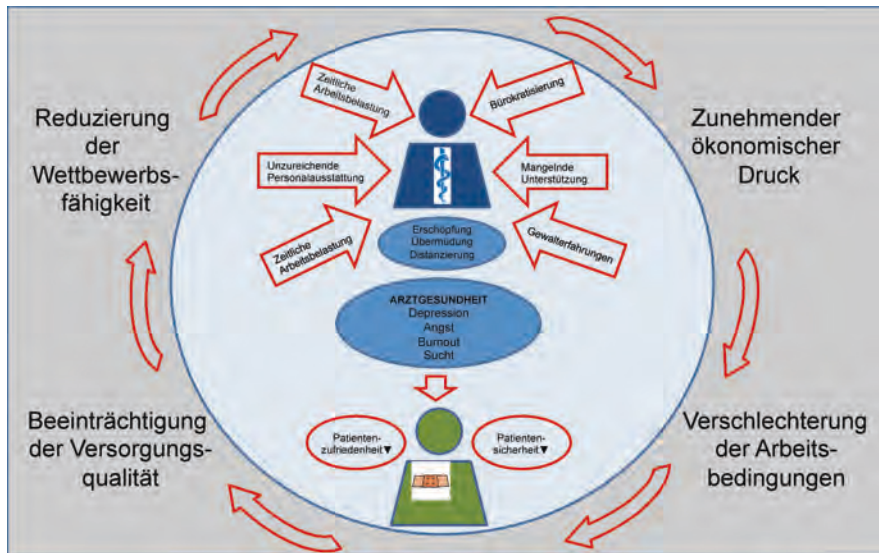 Zeitliche
Arbeitsbelastung
Bürokratisierung
Reduzierung
der
Wettbewerbs-
fähigkeit
Zunehmender
ökonomischer
Druck
Unzureichende
Personalausstattung
Mangelnde
Unterstützung
Zeitliche
Arbeitsbelastung
Erschöpfung
Übermüdung
Distanzierung
Gewalterfahrungen
ARZTGESUNDHEIT
Depression
Angst
Burnout
Sucht
Beeinträchtigung
der Versorgungs-
qualität
Patienten-
zufriedenheit▼
Patienten-
sicherheit▼
Verschlechterung
der Arbeits-
bedingungen